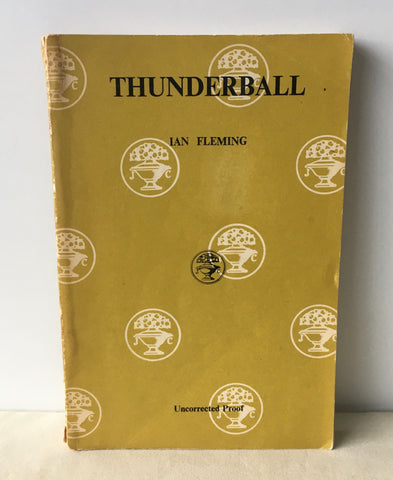 THUNDERBALL
IAN FLEMING
Uncorrected Proof